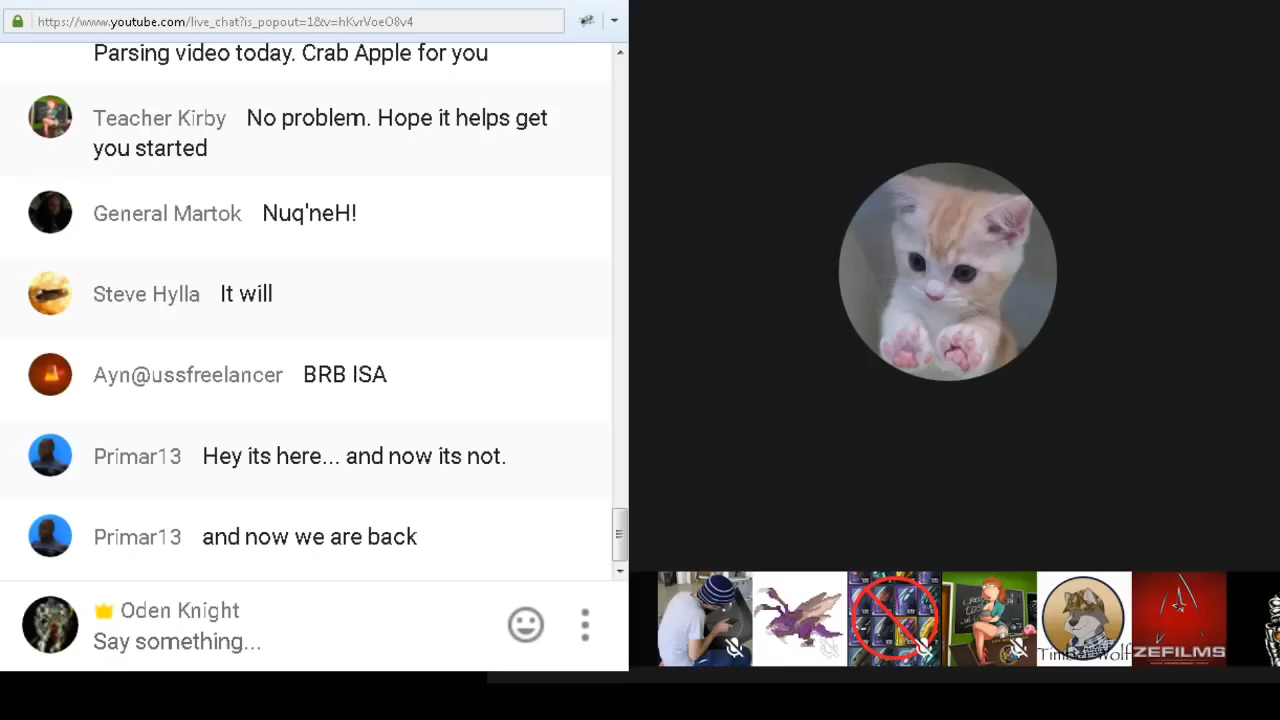 https://www.youtube.com/live_chat?is_popout=1&v=hKvrVoeO8v4
Parsing video today. Crab Apple for you
Teacher Kirby No problem. Hope it helps get
you started
General Martok Nuq'neH!
Steve Hylla It will
Ayn@ussfreelancer BRB ISA
Primar13 Hey its here... and now its not.
Primar13 and now we are back
Oden Knight
Say something...
ZEFILMS